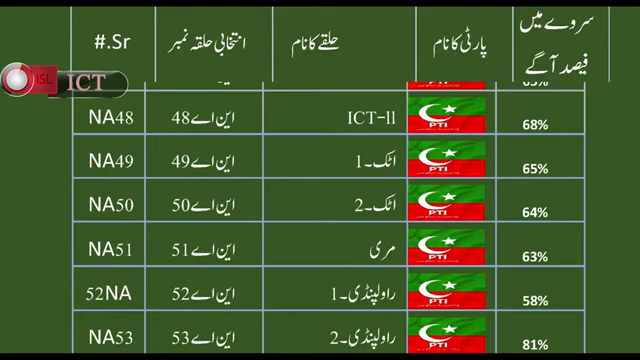 #.Sr انتخابی حلقہ نمبر حلقے کا نام پارٹی کا نام سروے میں فیصد آگے
ISL ICT
65%
NA48 این اے 48 ICT-11 PTI 68%
NA49 این اے 49 اٹک۔1 PTI 65%
NA50 این اے 50 اٹک۔2 PTI 64%
NA51 این اے 51 مری PTI 63%
52NA این اے 52 راولپنڈی۔1 PTI 58%
NA53 این اے 53 راولپنڈی۔2 PTI 81%